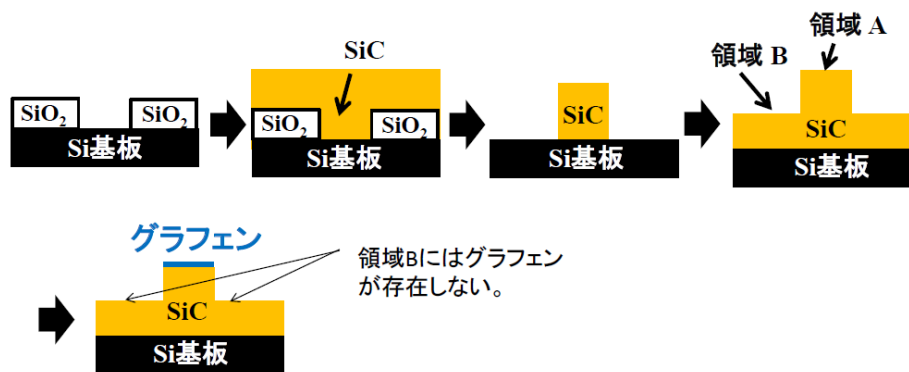 SiO2
SiO2
Si基板
SiC
SiO2
SiO2
Si基板
SiC
Si基板
領域 B
領域 A
SiC
Si基板
グラフェン
SiC
Si基板
領域Bにはグラフェン
が存在しない。